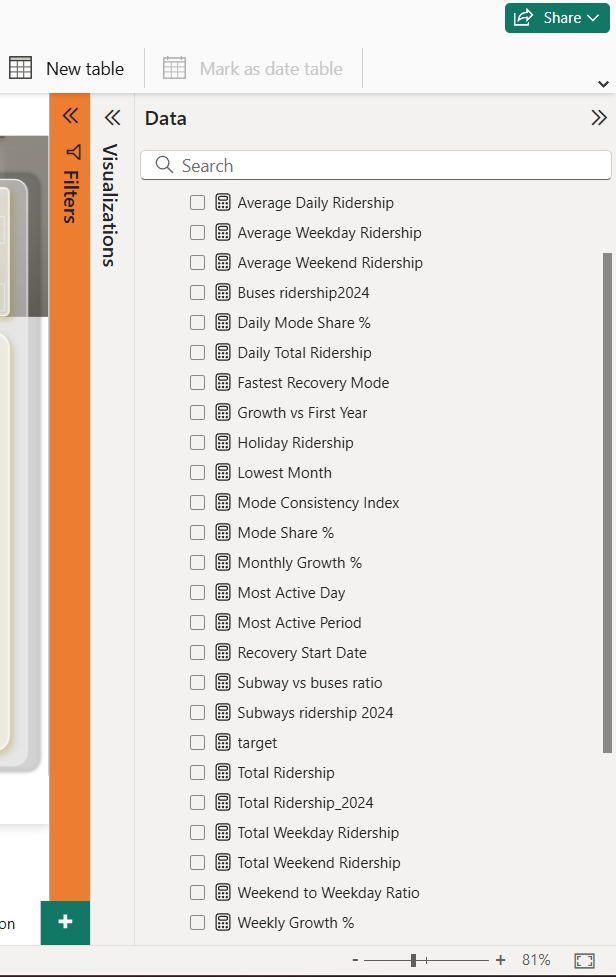 Share
New table
Mark as date table
Filters
Visualizations
Data
Search
Average Daily Ridership
Average Weekday Ridership
Average Weekend Ridership
Buses ridership2024
Daily Mode Share %
Daily Total Ridership
Fastest Recovery Mode
Growth vs First Year
Holiday Ridership
Lowest Month
Mode Consistency Index
Mode Share %
Monthly Growth %
Most Active Day
Most Active Period
Recovery Start Date
Subway vs buses ratio
Subways ridership 2024
target
Total Ridership
Total Ridership_2024
Total Weekday Ridership
Total Weekend Ridership
Weekend to Weekday Ratio
Weekly Growth %
on
+
- + 81%